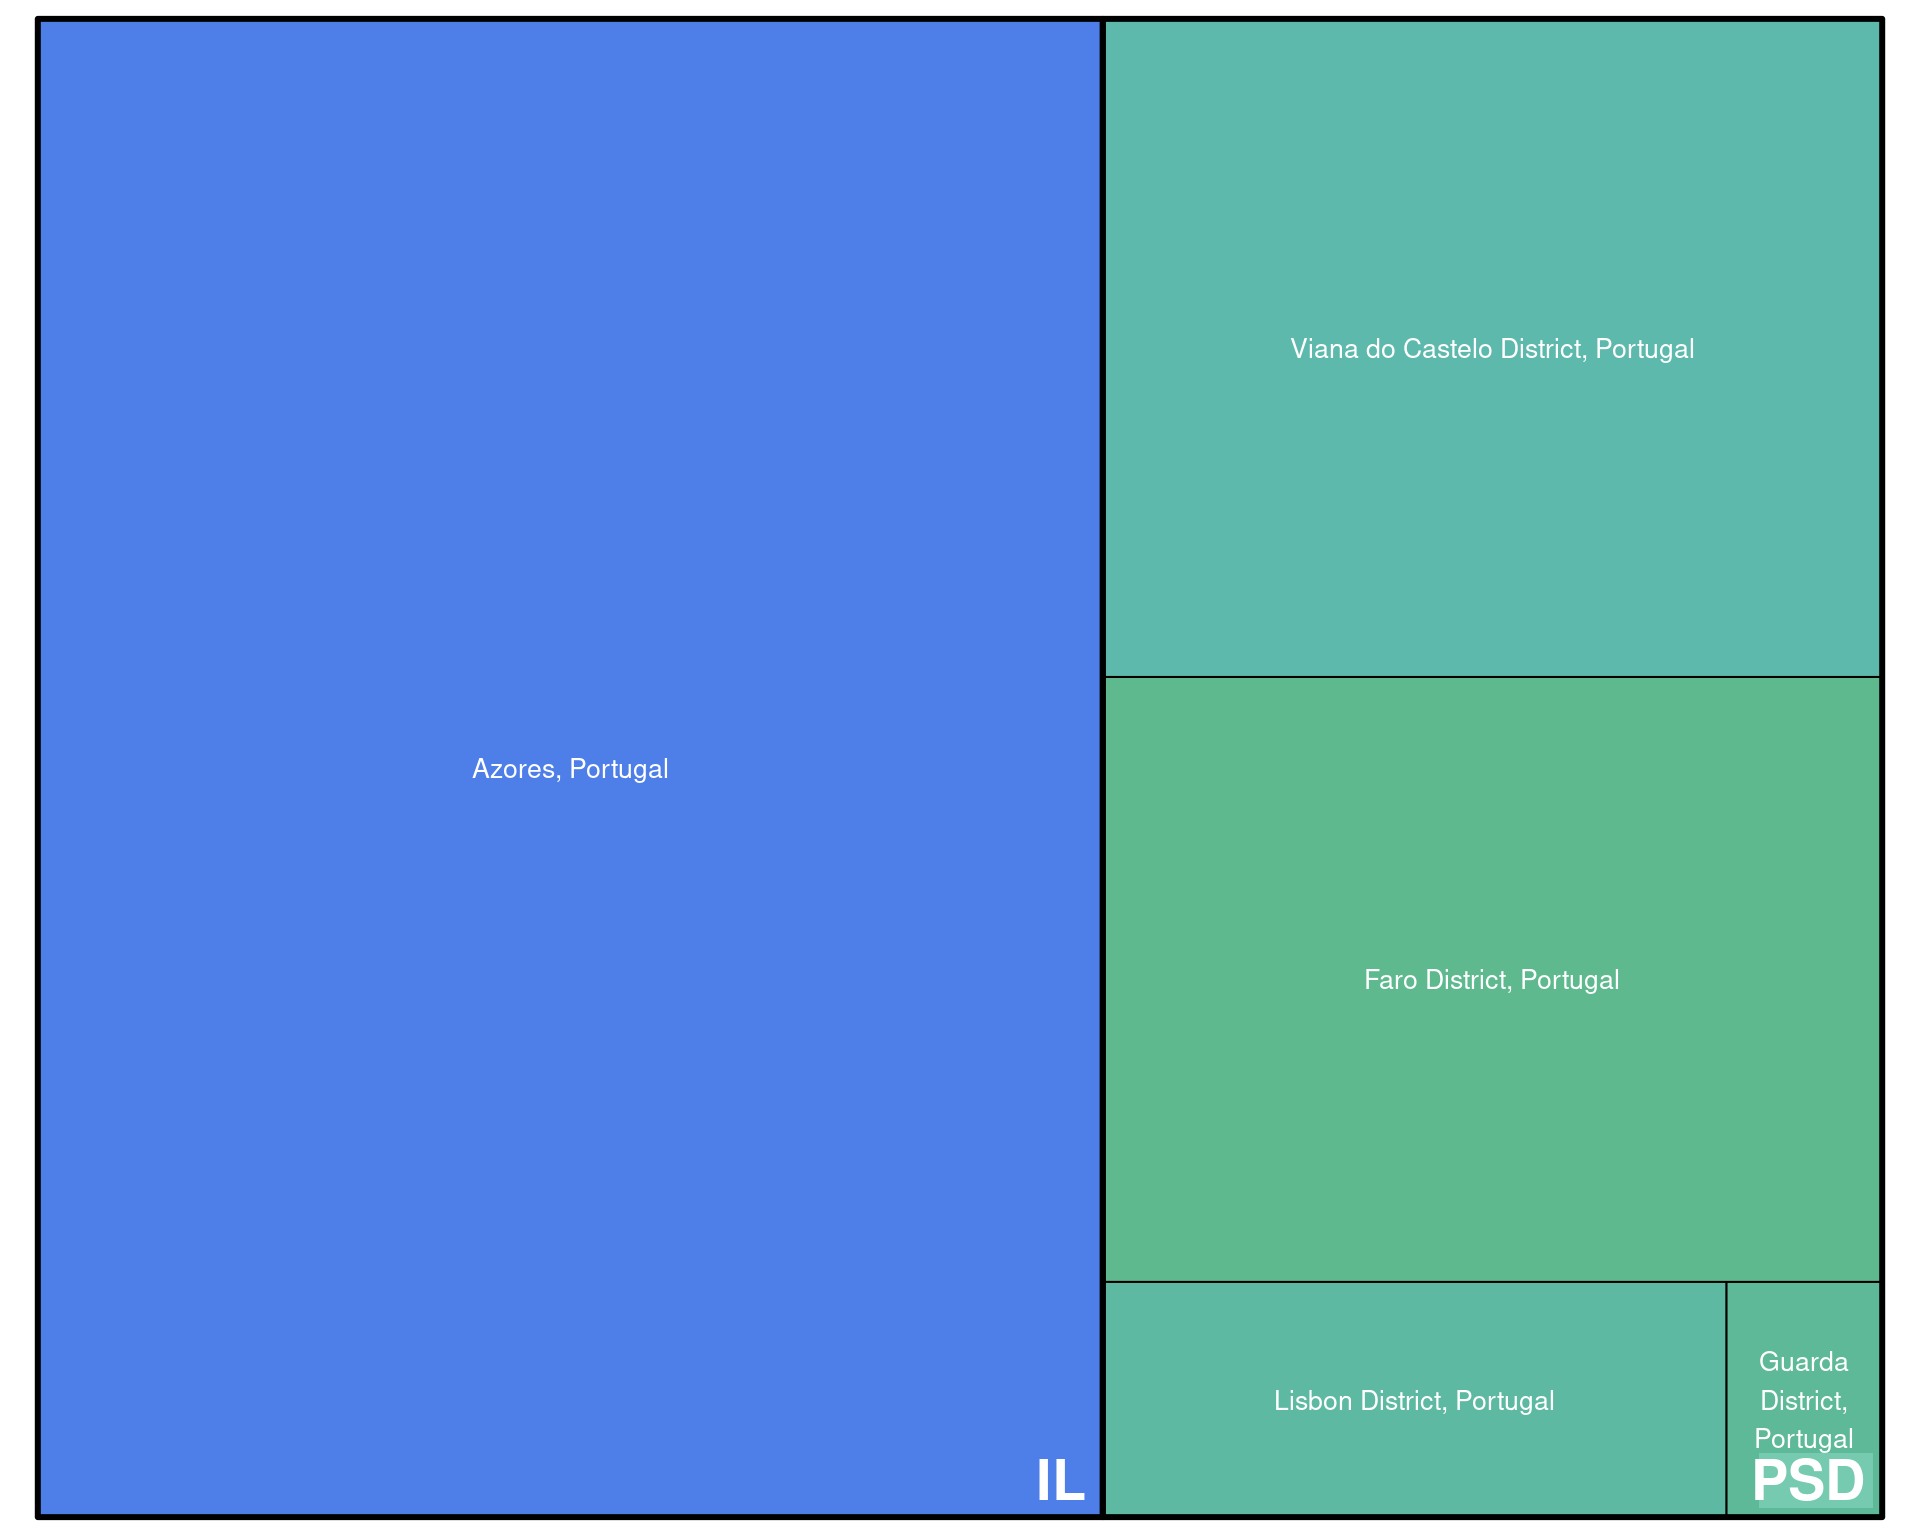 Viana do Castelo District, Portugal
Azores, Portugal
Faro District, Portugal
Lisbon District, Portugal
Guarda
District,
Portugal
IL
PSD